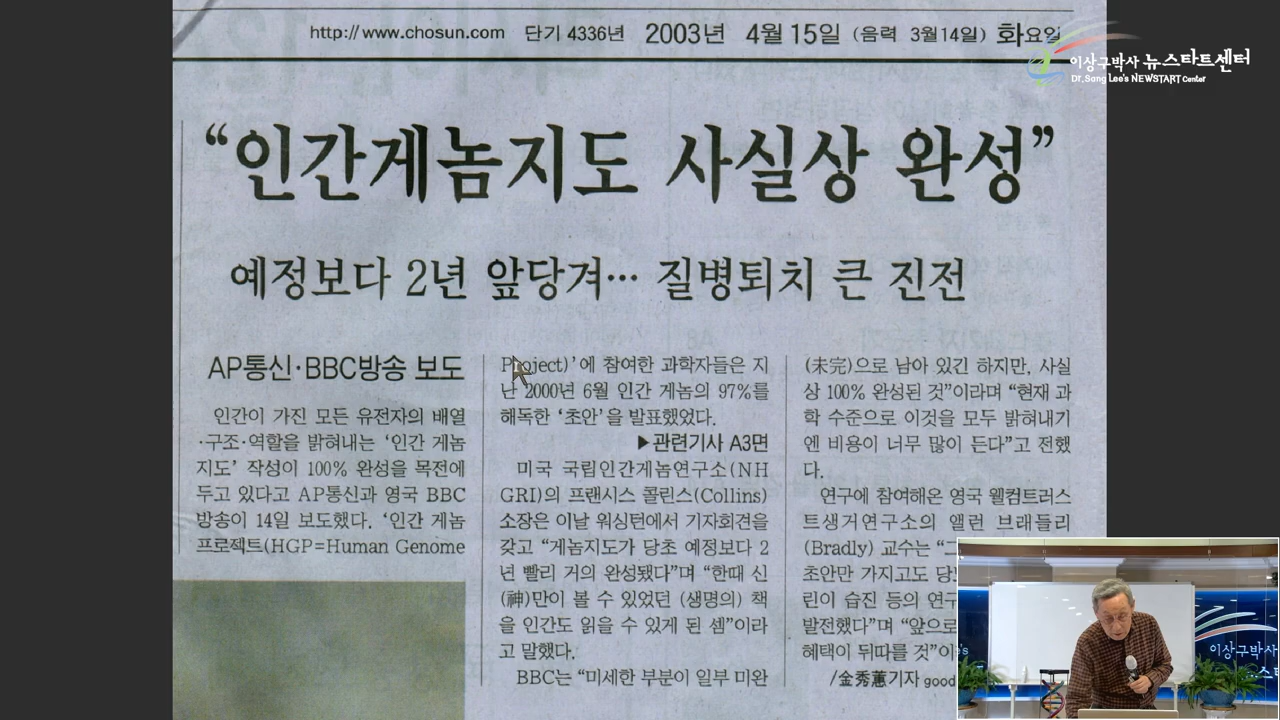 http://www.chosun.com 단기 4336년 2003년 4월 15일 (음력 3월14일) 화요일
이상구박사 뉴스타트센터
Dr. Sang Lee's NEWSTART Center
“인간게놈지도 사실상 완성”
예정보다 2년 앞당겨··· 질병퇴치 큰 진전
AP통신·BBC방송 보도
인간이 가진 모든 유전자의 배열
·구조·역할을 밝혀내는 ‘인간 게놈
지도’ 작성이 100% 완성을 목전에
두고 있다고 AP통신과 영국 BBC
방송이 14일 보도했다. ‘인간 게놈
프로젝트(HGP=Human Genome
Project)’에 참여한 과학자들은 지
난 2000년 6월 인간 게놈의 97%를
해독한 ‘초안’을 발표했었다.
▶관련기사 A3면
미국 국립인간게놈연구소(NH
GRI)의 프랜시스 콜린스(Collins)
소장은 이날 워싱턴에서 기자회견을
갖고 “게놈지도가 당초 예정보다 2
년 빨리 거의 완성됐다”며 “한때 신
(神)만이 볼 수 있었던 (생명의) 책
을 인간도 읽을 수 있게 된 셈”이라
고 말했다.
BBC는 “미세한 부분이 일부 미완
(未完)으로 남아 있긴 하지만, 사실
상 100% 완성된 것”이라며 “현재 과
학 수준으로 이것을 모두 밝혀내기
엔 비용이 너무 많이 든다”고 전했
다.
연구에 참여해온 영국 웰컴트러스
트생거연구소의 앨런 브래들리
(Bradly) 교수는 “그
초안만 가지고도 당
린이 습진 등의 연구
발전했다”며 “앞으로
혜택이 뒤따를 것”이
/金秀蕙기자 good
이상구박사